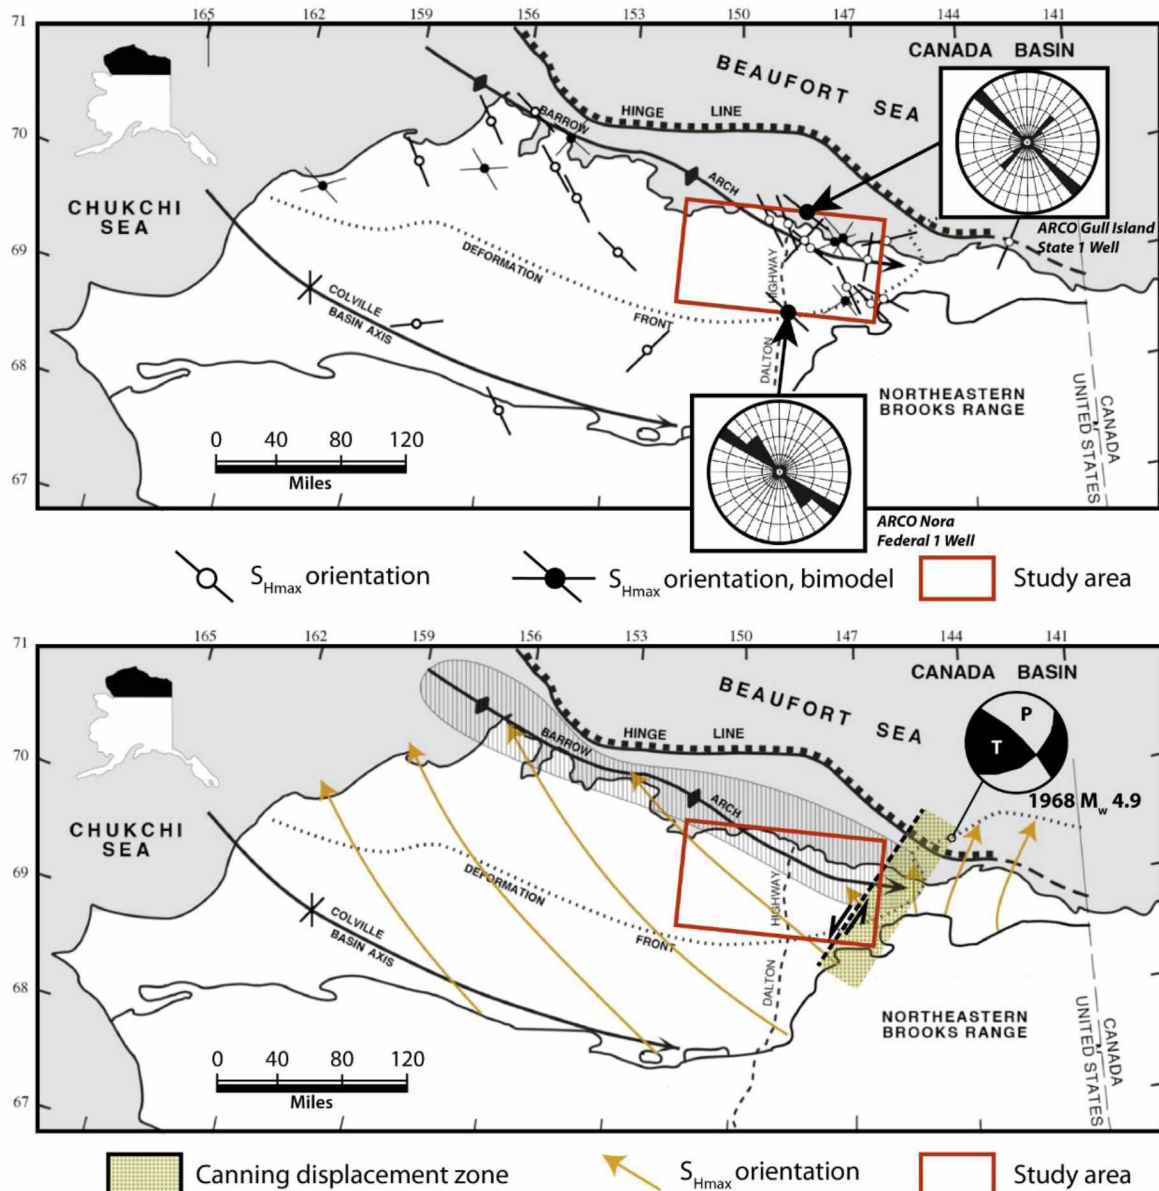 165 162 159 156 153 150 147 144 141
71
CANADA BASIN
BEAUFORT SEA
HINGE LINE
BARROW
ARCH
70
CHUKCHI
SEA
ARCO Gull Island
State 1 Well
69
DEFORMATION
FRONT
HIGHWAY
COLVILLE
BASIN AXIS
DALTON
68
NORTHEASTERN
BROOKS RANGE
CANADA
UNITED STATES
0 40 80 120
Miles
67
ARCO Nora
Federal 1 Well
SHmax orientation
SHmax orientation, bimodel
Study area
165 162 159 156 153 150 147 144 141
71
CANADA BASIN
BEAUFORT SEA
P
T
1968 Mw 4.9
HINGE LINE
BARROW
ARCH
70
CHUKCHI
SEA
69
DEFORMATION
FRONT
HIGHWAY
COLVILLE
BASIN AXIS
DALTON
68
NORTHEASTERN
BROOKS RANGE
CANADA
UNITED STATES
0 40 80 120
Miles
67
Canning displacement zone
SHmax orientation
Study area